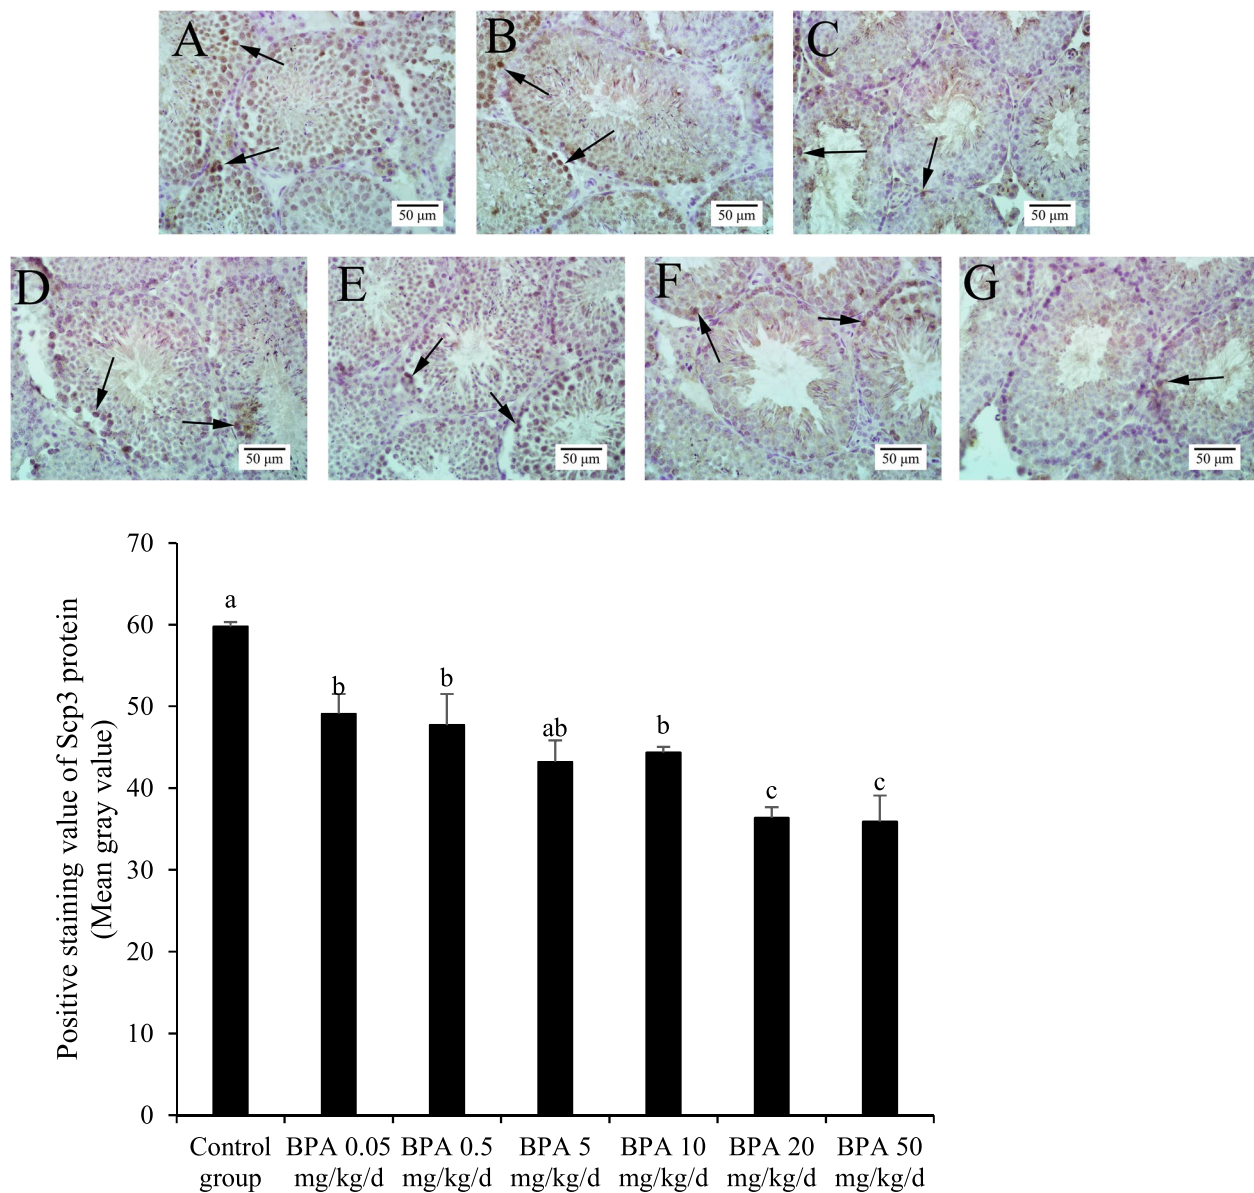 A
B
C
50 μm
50 μm
50 μm
D
E
F
G
50 μm
50 μm
50 μm
50 μm
Positive staining value of Scp3 protein
(Mean gray value)
70
60
50
40
30
20
10
0
a
b
b
ab
b
c
c
Control
group
BPA 0.05
mg/kg/d
BPA 0.5
mg/kg/d
BPA 5
mg/kg/d
BPA 10
mg/kg/d
BPA 20
mg/kg/d
BPA 50
mg/kg/d